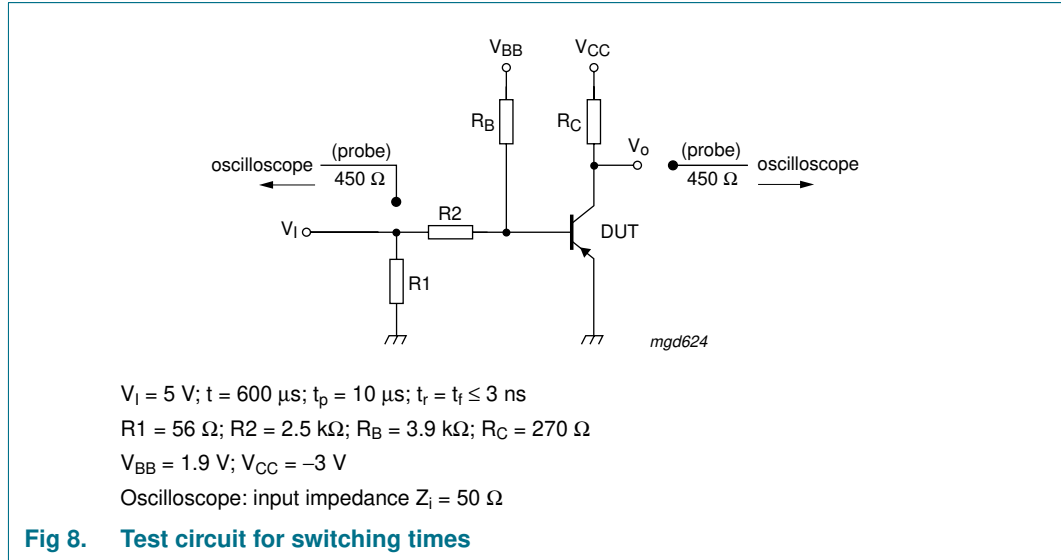 V_BB V_CC
R_B R_C
(probe) V_o (probe)
oscilloscope oscilloscope
450 Ω 450 Ω
R2
V_I DUT
R1
mgd624
V_I = 5 V; t = 600 μs; t_p = 10 μs; t_r = t_f ≤ 3 ns
R1 = 56 Ω; R2 = 2.5 kΩ; R_B = 3.9 kΩ; R_C = 270 Ω
V_BB = 1.9 V; V_CC = −3 V
Oscilloscope: input impedance Z_i = 50 Ω
Fig 8. Test circuit for switching times